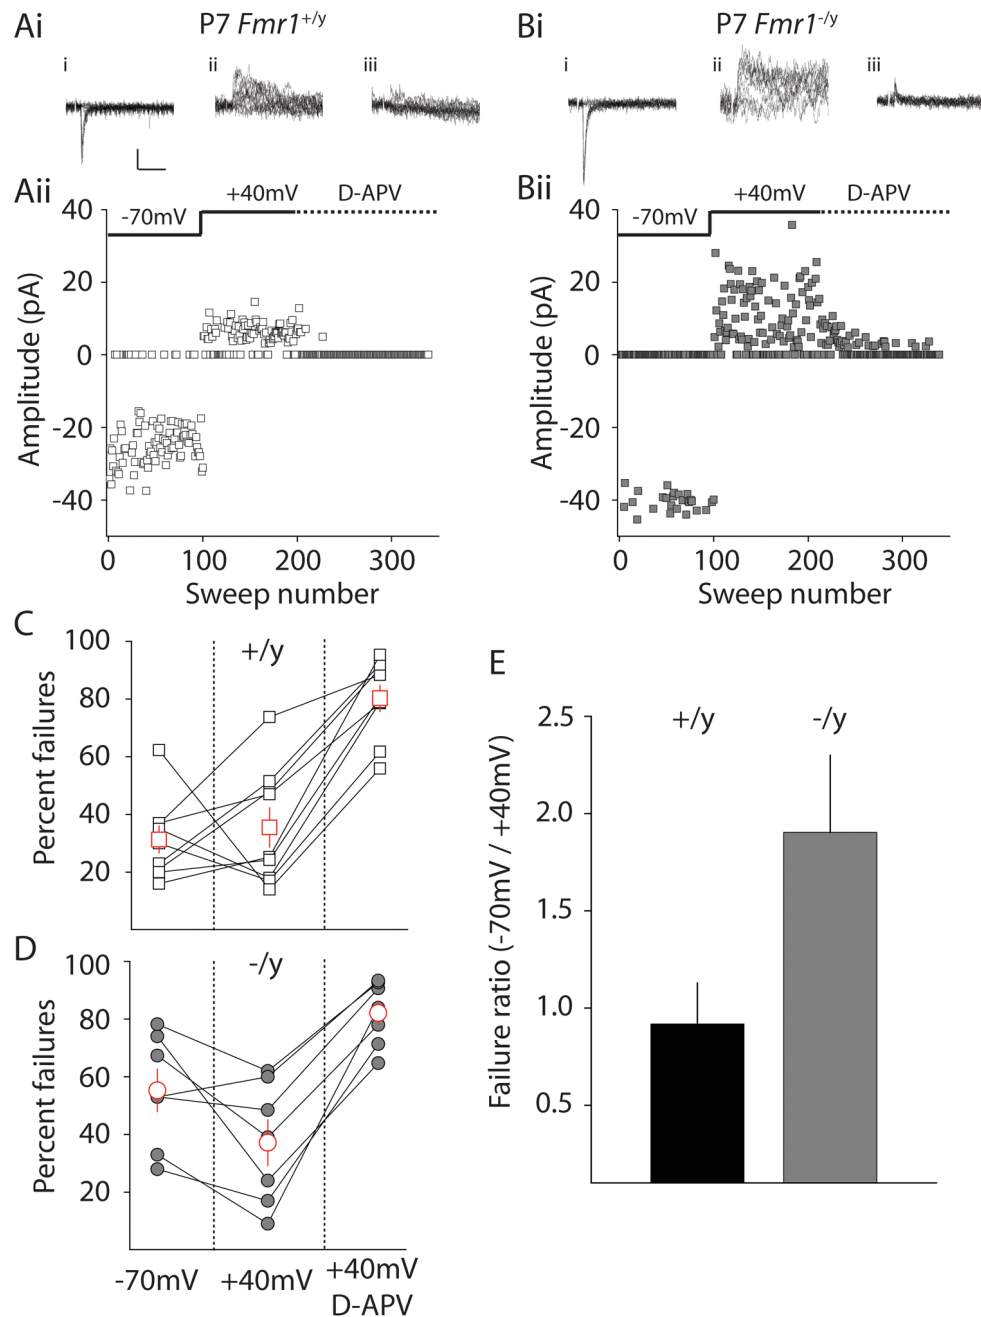 Ai
P7 Fmr1+/y
i
ii
iii
Bi
P7 Fmr1-/y
i
ii
iii
Aii
-70mV
+40mV
D-APV
40
20
0
-20
-40
Amplitude (pA)
0
100
200
300
Sweep number
Bii
-70mV
+40mV
D-APV
40
20
0
-20
-40
Amplitude (pA)
0
100
200
300
Sweep number
C
+/y
100
80
60
40
20
Percent failures
D
-/y
100
80
60
40
20
Percent failures
-70mV
+40mV
+40mV
D-APV
E
+/y
-/y
2.5
2.0
1.5
1.0
0.5
Failure ratio (-70mV / +40mV)